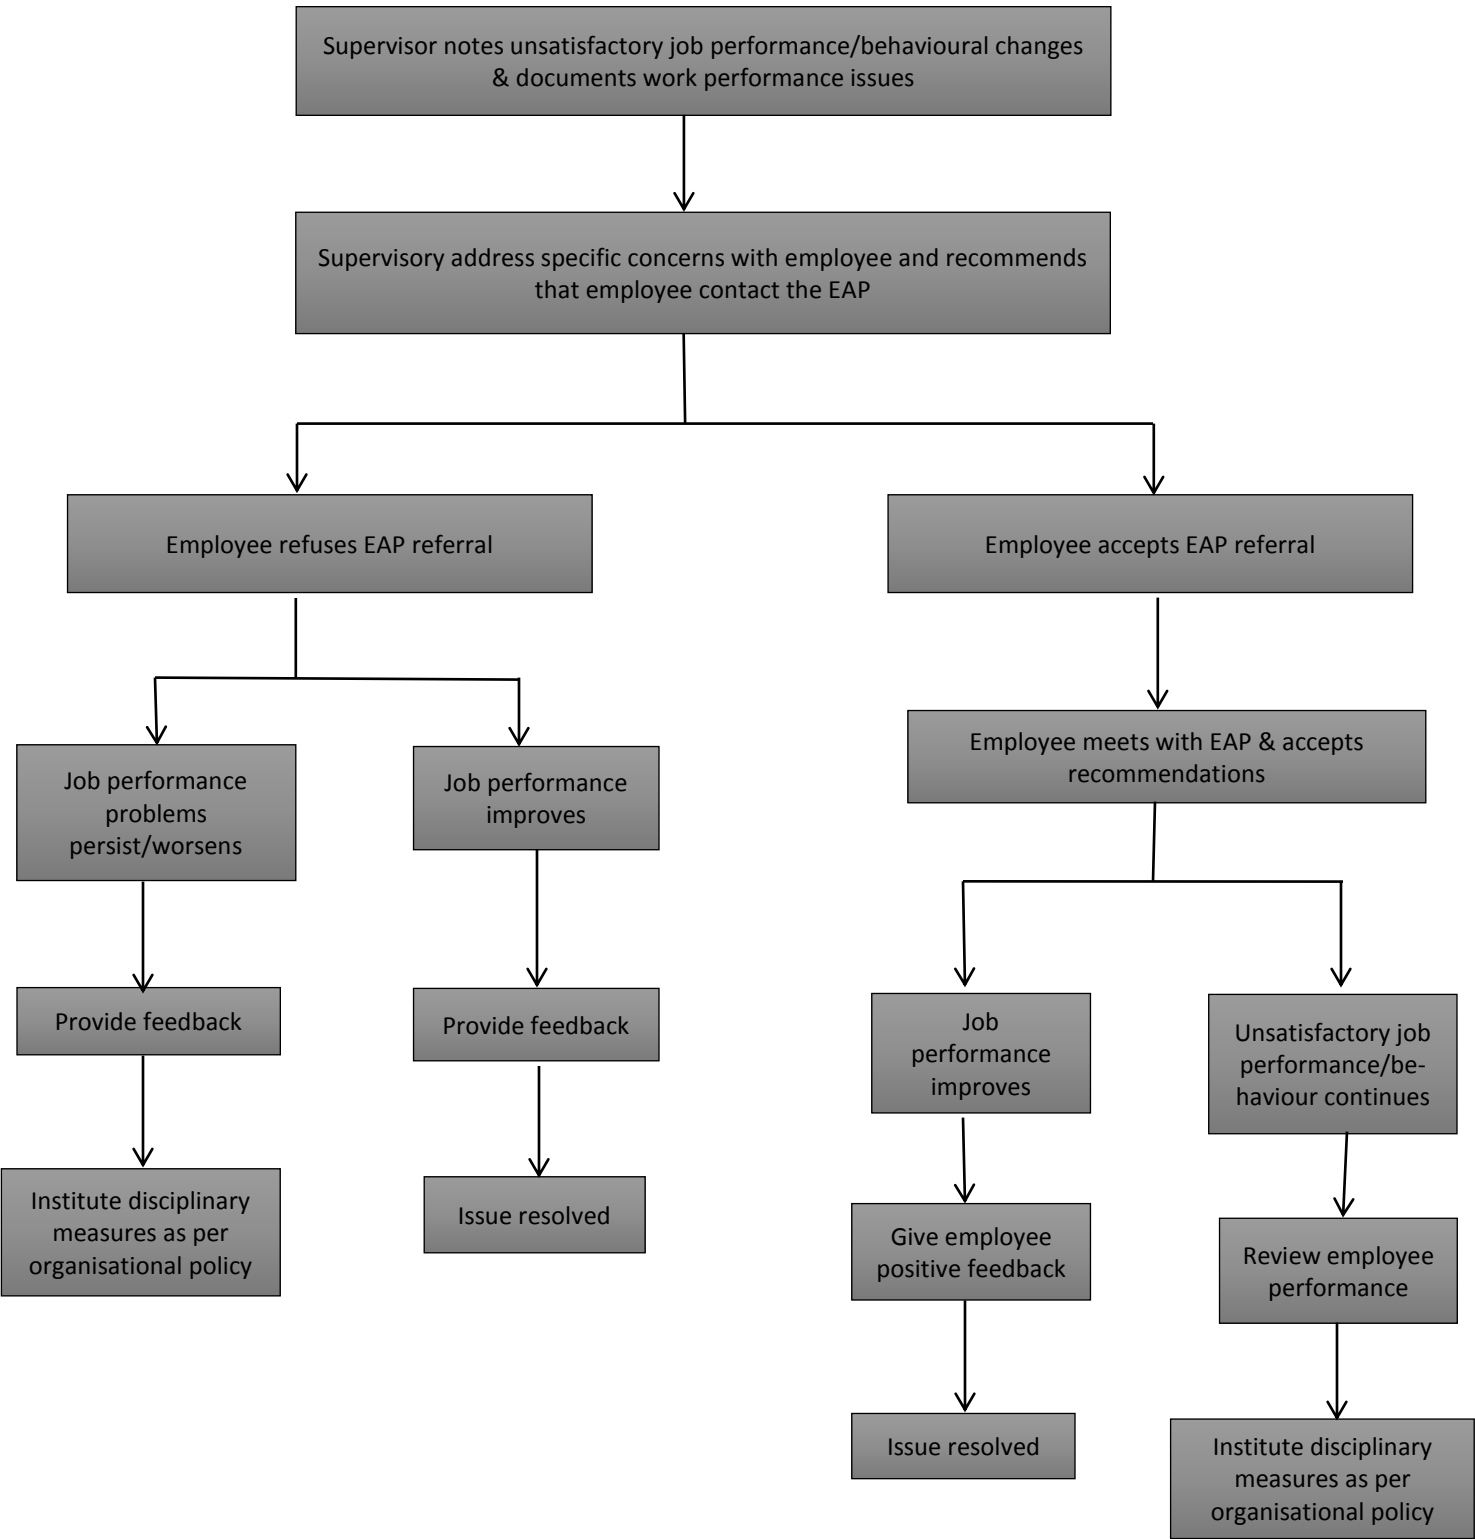 Supervisor notes unsatisfactory job performance/behavioural changes
& documents work performance issues
Supervisory address specific concerns with employee and recommends
that employee contact the EAP
Employee refuses EAP referral
Employee accepts EAP referral
Job performance
problems
persist/worsens
Job performance
improves
Employee meets with EAP & accepts
recommendations
Provide feedback
Provide feedback
Job
performance
improves
Unsatisfactory job
performance/be-
haviour continues
Institute disciplinary
measures as per
organisational policy
Issue resolved
Give employee
positive feedback
Review employee
performance
Issue resolved
Institute disciplinary
measures as per
organisational policy